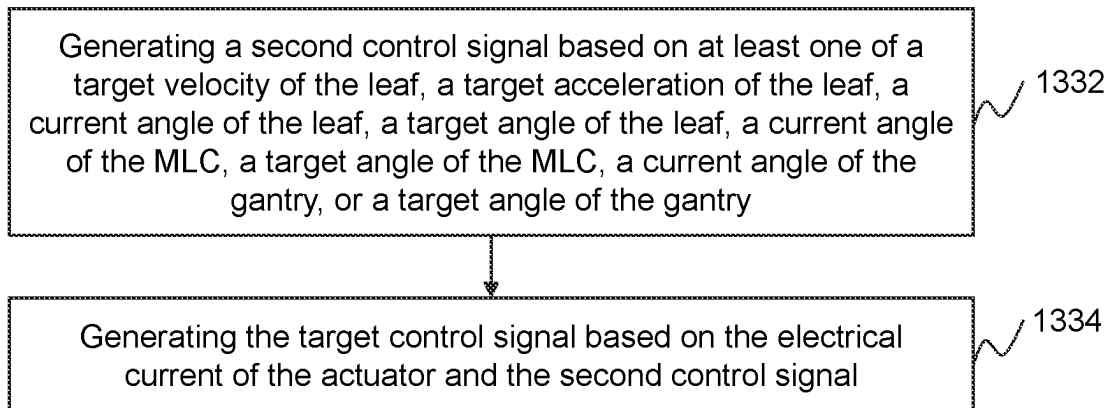 Generating a second control signal based on at least one of a
target velocity of the leaf, a target acceleration of the leaf, a
current angle of the leaf, a target angle of the leaf, a current angle
of the MLC, a target angle of the MLC, a current angle of the
gantry, or a target angle of the gantry
1332
Generating the target control signal based on the electrical
current of the actuator and the second control signal
1334